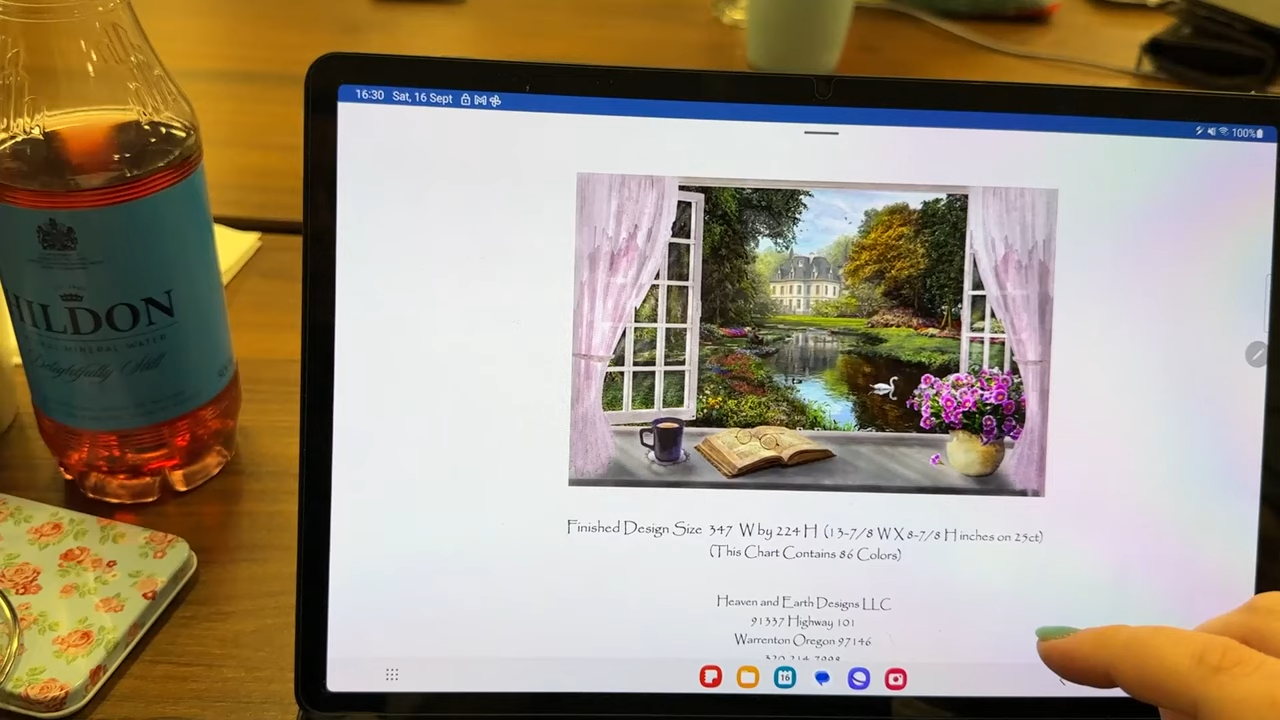 16:30 Sat, 16 Sept
100%
HILDON
Delightfully Still
Finished Design Size 347 W by 224 H (13-7/8 W X 8-7/8 H inches on 25ct)
(This Chart Contains 86 Colors)
Heaven and Earth Designs LLC
91337 Highway 101
Warrenton Oregon 97146
16